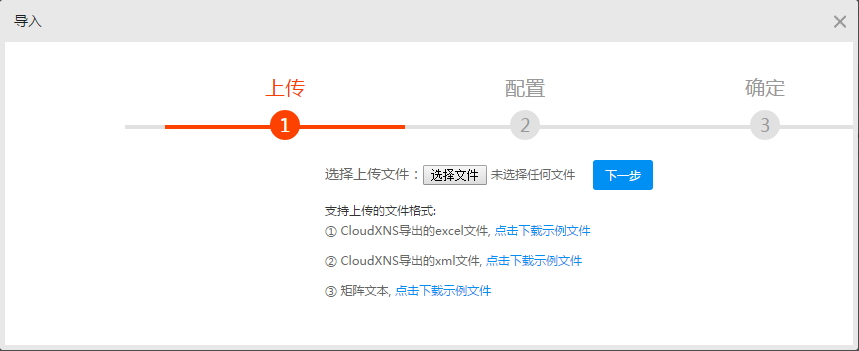 导入
上传 配置 确定
1 2 3
选择上传文件：选择文件 未选择任何文件 下一步
支持上传的文件格式:
① CloudXNS导出的excel文件, 点击下载示例文件
② CloudXNS导出的xml文件, 点击下载示例文件
③ 矩阵文本, 点击下载示例文件